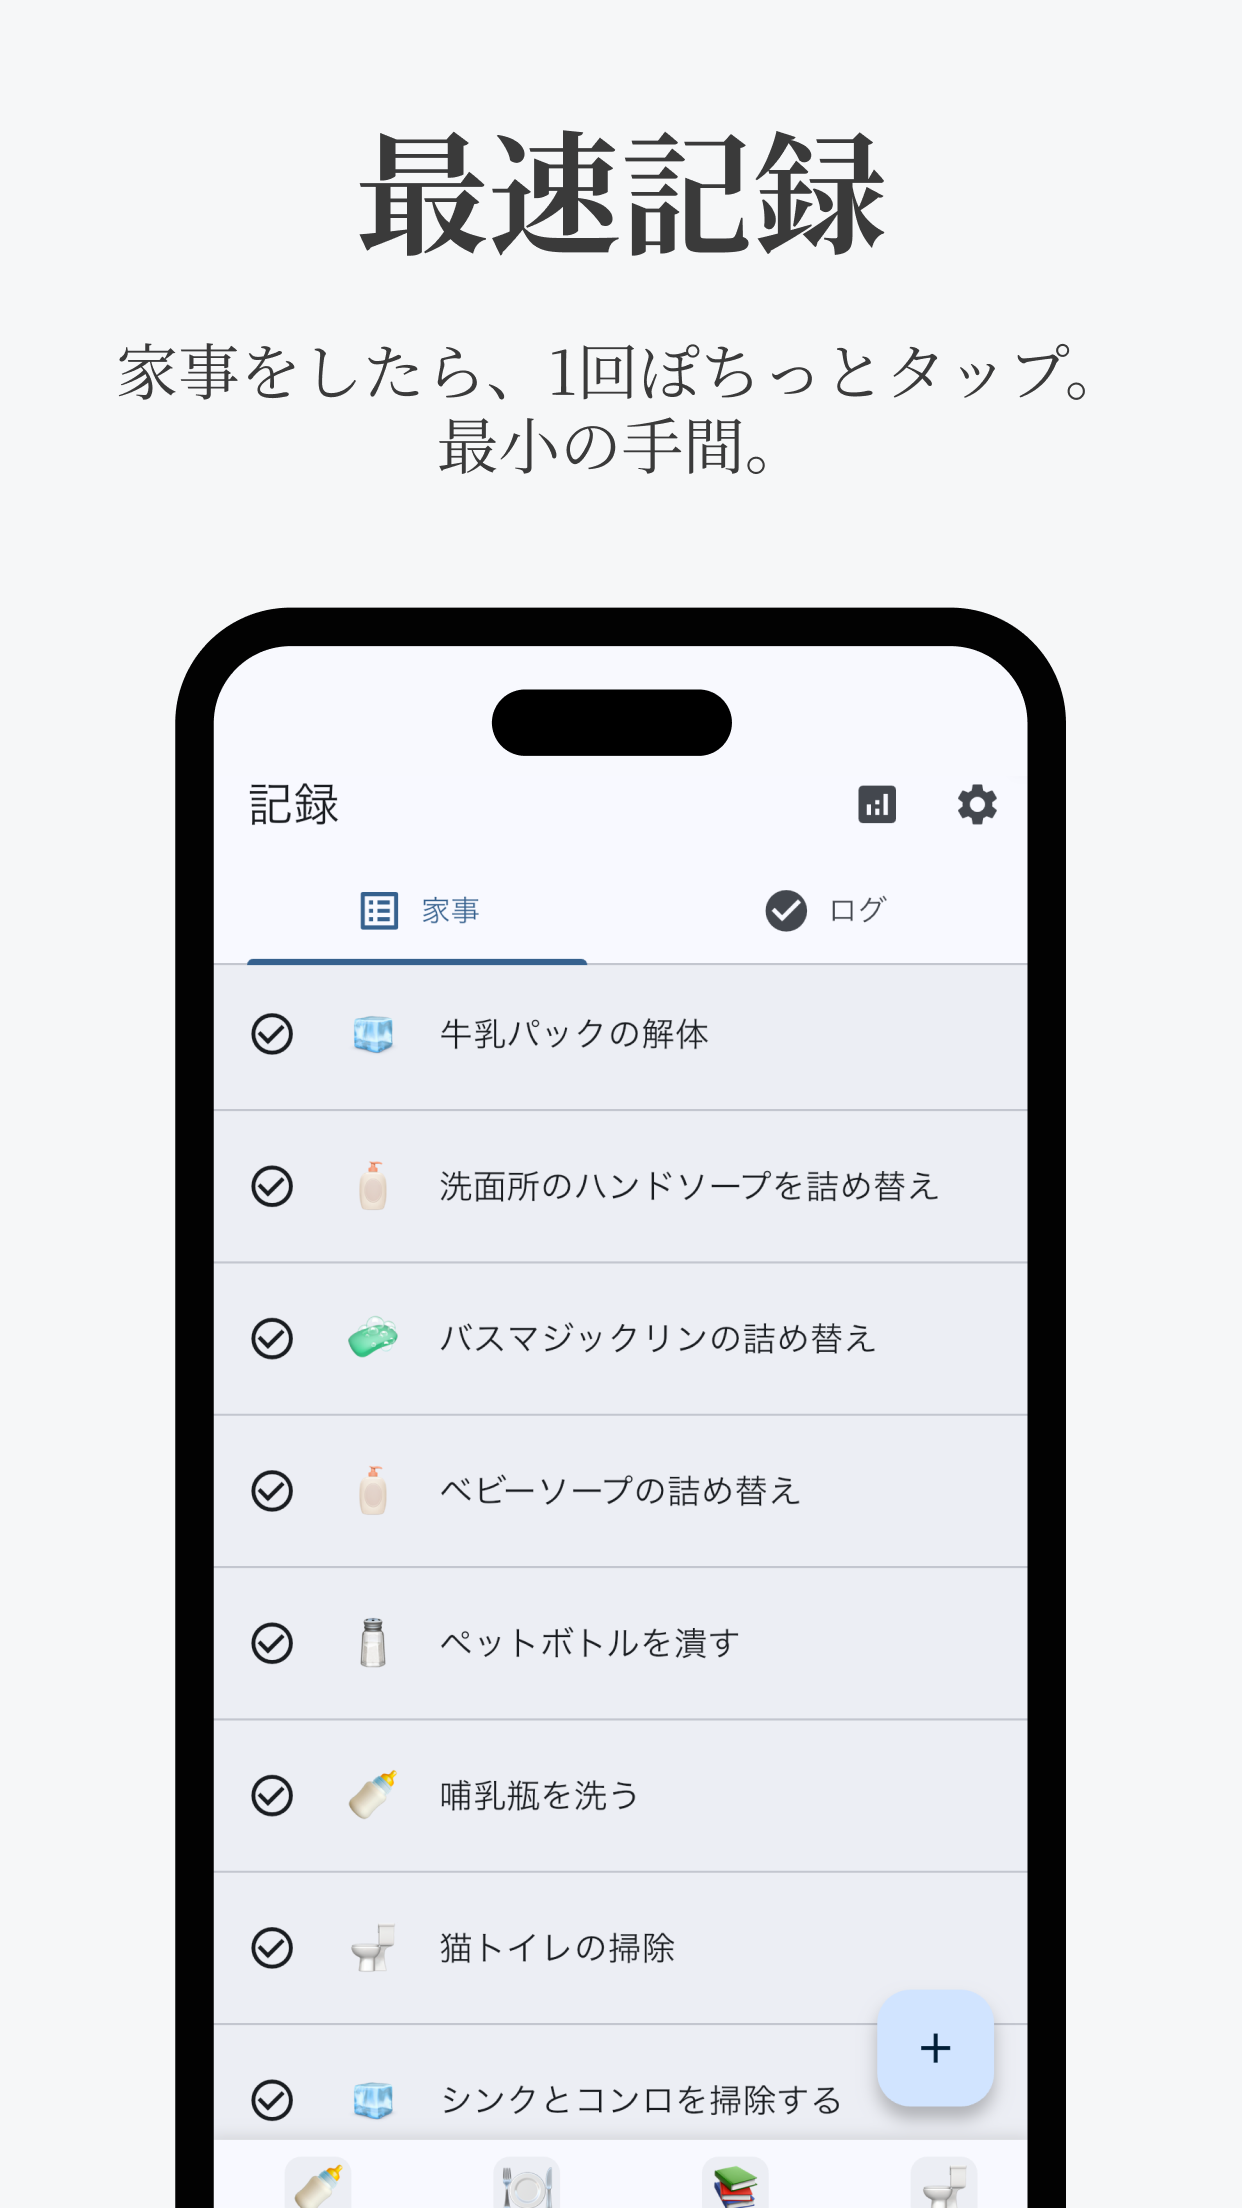 最速記録
家事をしたら、1回ぽちっとタップ。
最小の手間。
記録
家事
ログ
牛乳パックの解体
洗面所のハンドソープを詰め替え
バスマジックリンの詰め替え
ベビーソープの詰め替え
ペットボトルを潰す
哺乳瓶を洗う
猫トイレの掃除
シンクとコンロを掃除する